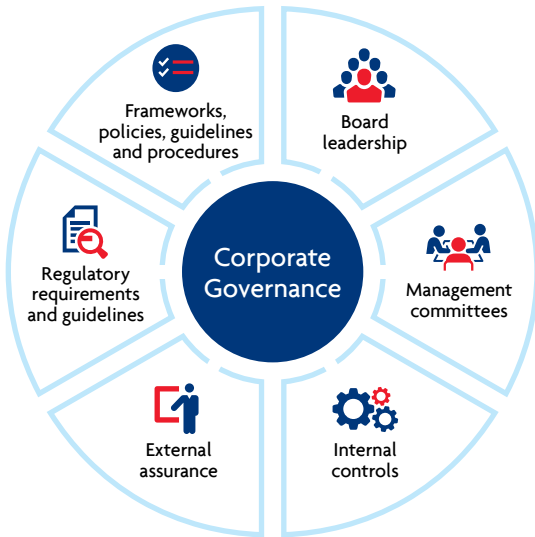 Frameworks,
policies, guidelines
and procedures
Board
leadership
Regulatory
requirements
and guidelines
Corporate
Governance
Management
committees
External
assurance
Internal
controls